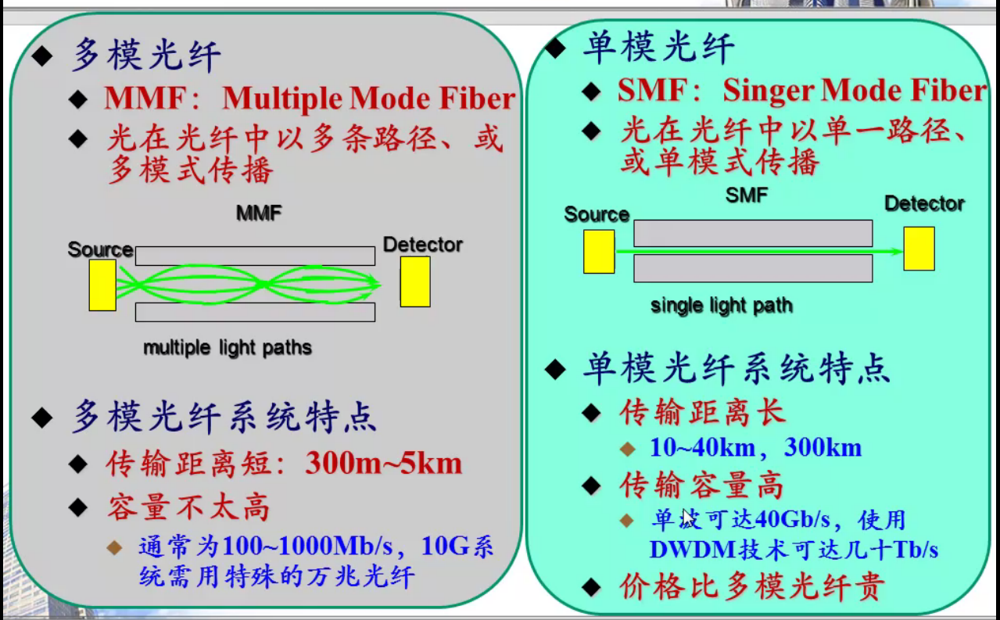 多模光纤
MMF：Multiple Mode Fiber
光在光纤中以多条路径、或
多模式传播
MMF
Source
Detector
multiple light paths
多模光纤系统特点
传输距离短：300m~5km
容量不太高
通常为100~1000Mb/s，10G系
统需用特殊的万兆光纤
单模光纤
SMF：Singer Mode Fiber
光在光纤中以单一路径、
或单模式传播
SMF
Source
Detector
single light path
单模光纤系统特点
传输距离长
10~40km，300km
传输容量高
单波可达40Gb/s，使用
DWDM技术可达几十Tb/s
价格比多模光纤贵